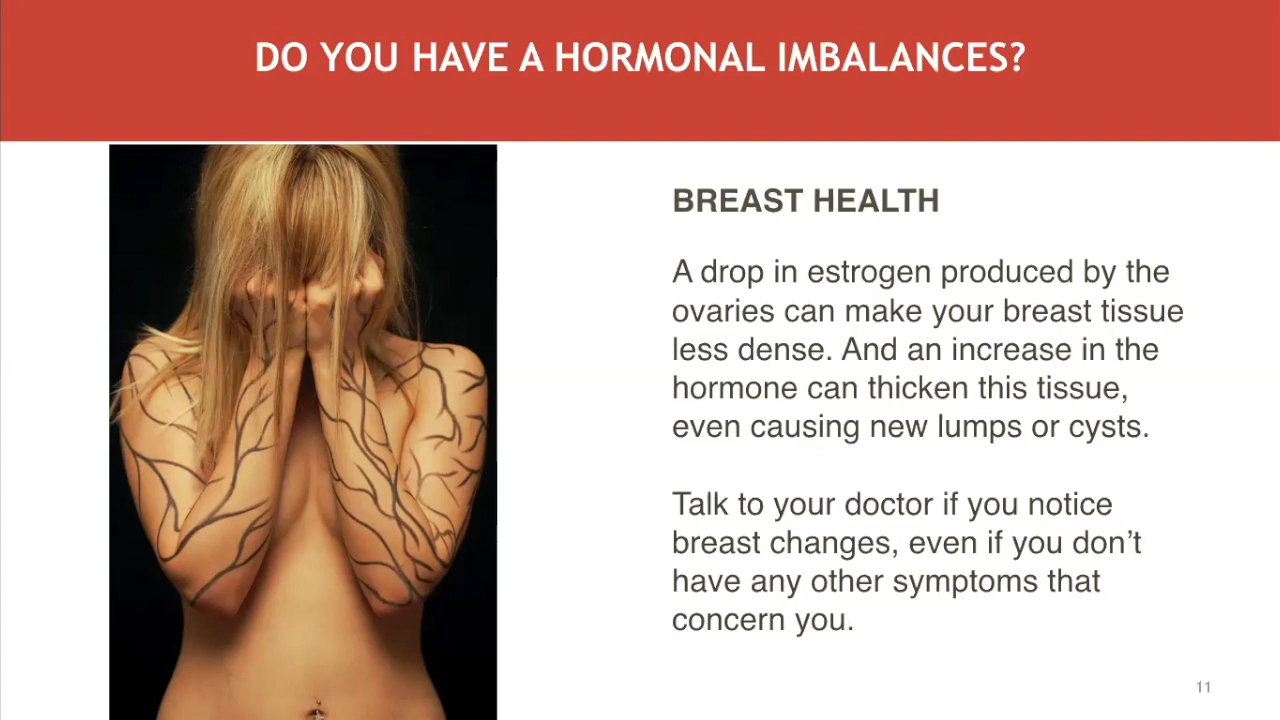 DO YOU HAVE A HORMONAL IMBALANCES?
BREAST HEALTH
A drop in estrogen produced by the
ovaries can make your breast tissue
less dense. And an increase in the
hormone can thicken this tissue,
even causing new lumps or cysts.
Talk to your doctor if you notice
breast changes, even if you don’t
have any other symptoms that
concern you.
11